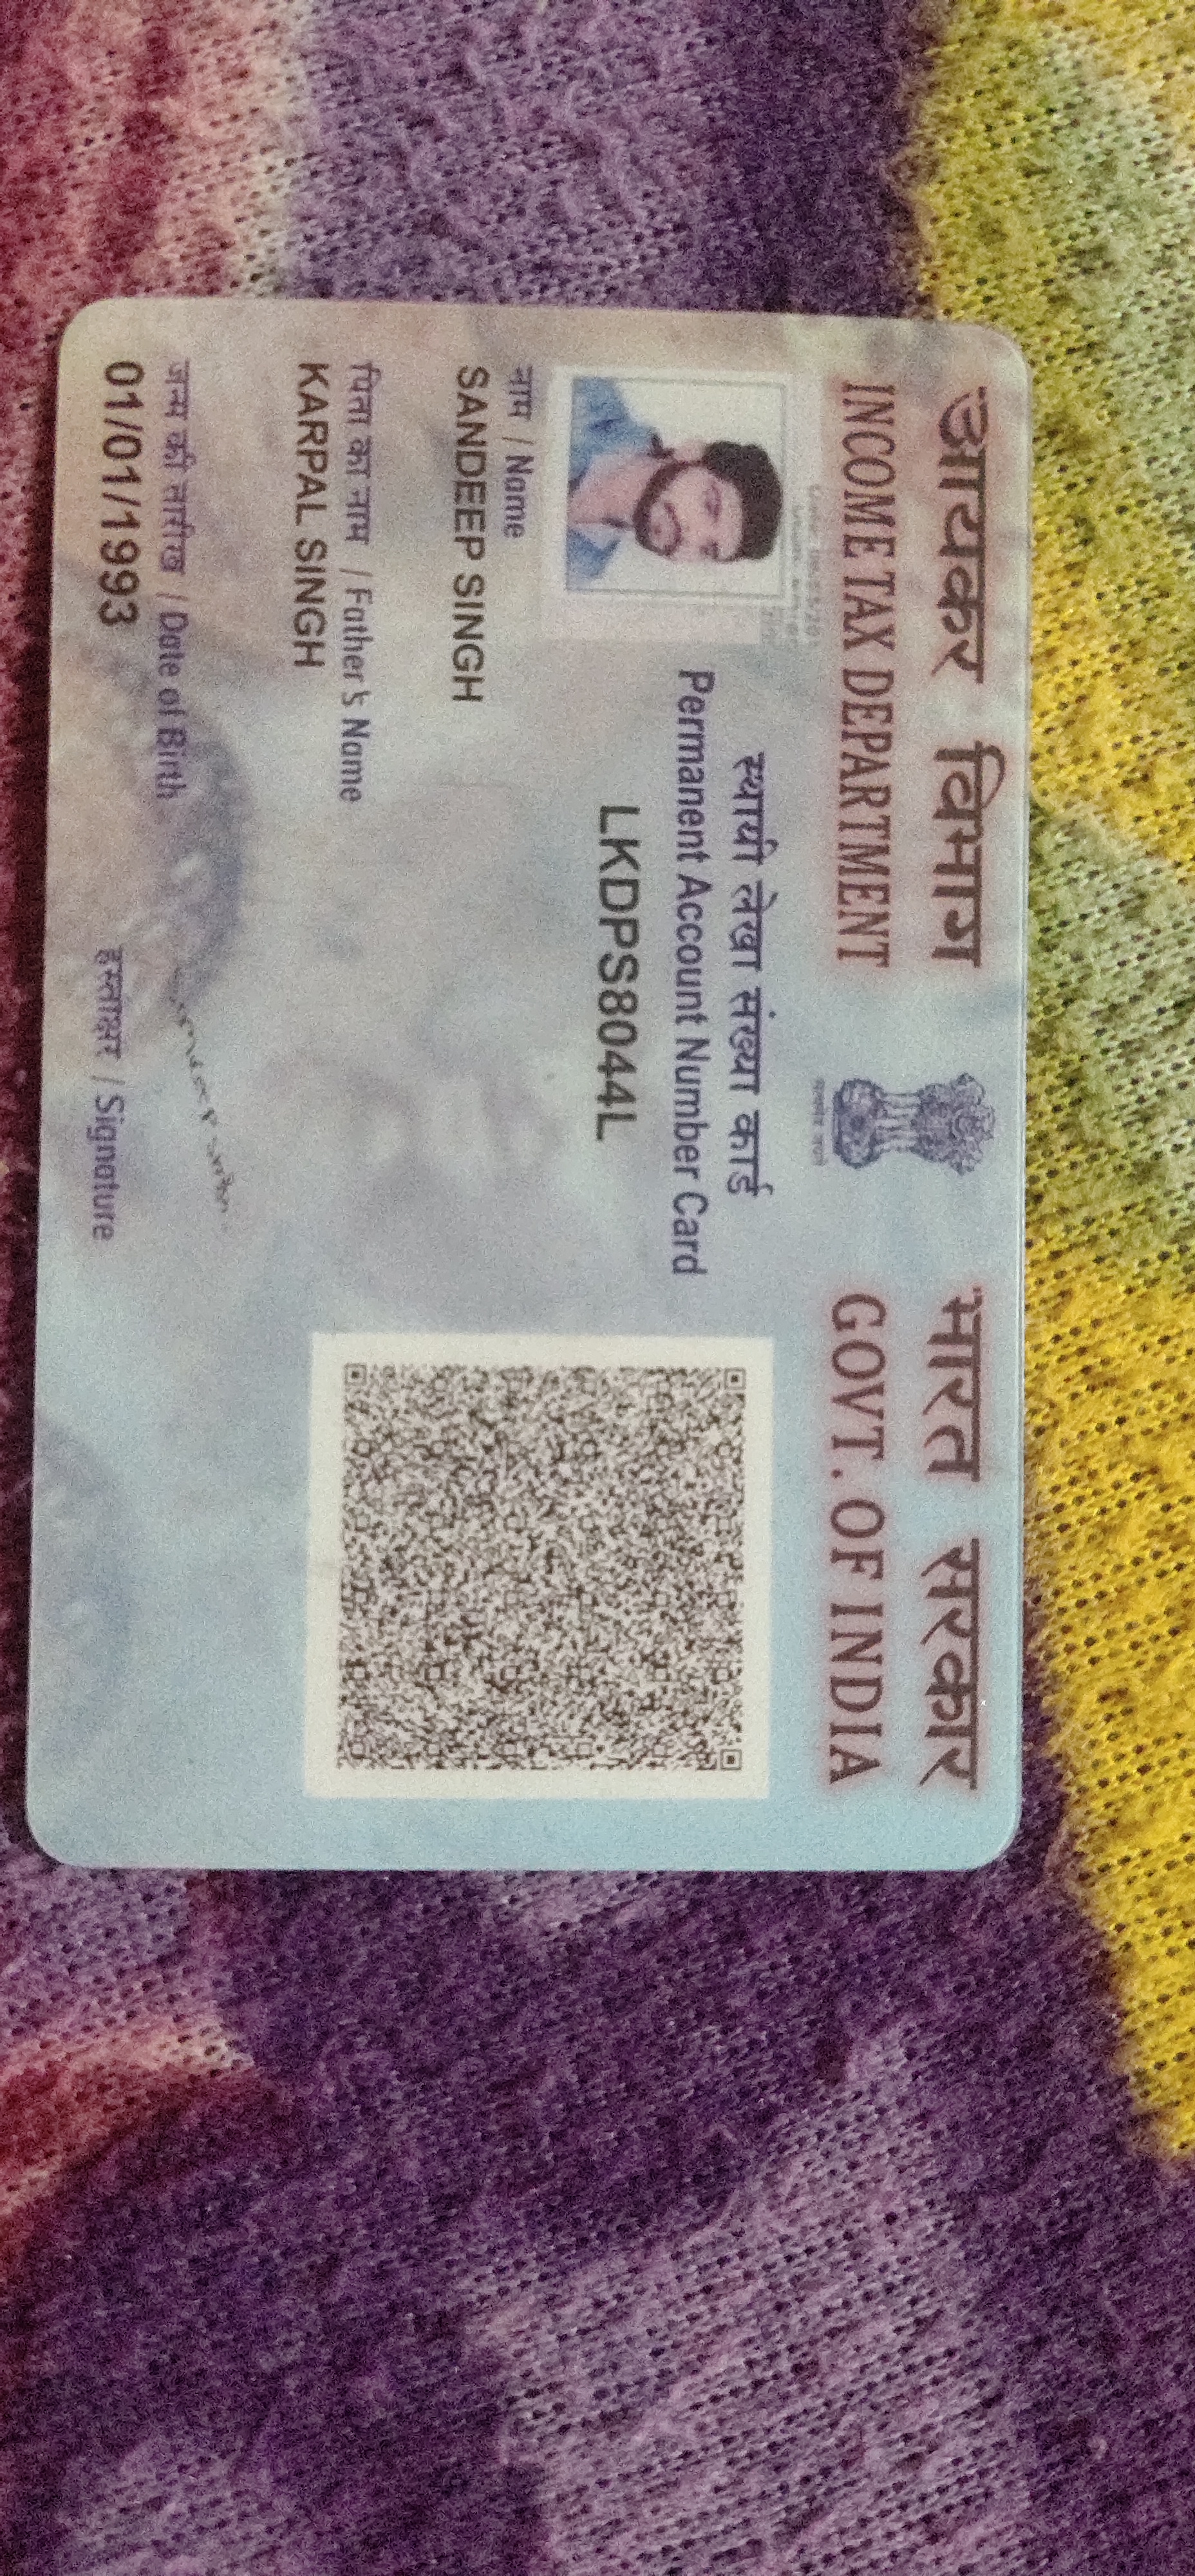 आयकर विभाग
INCOME TAX DEPARTMENT
भारत सरकार
GOVT. OF INDIA
स्थायी लेखा संख्या कार्ड
Permanent Account Number Card
LKDPS8044L
नाम / Name
SANDEEP SINGH
पिता का नाम / Father's Name
KARPAL SINGH
जन्म की तारीख / Date of Birth
01/01/1993
हस्ताक्षर / Signature